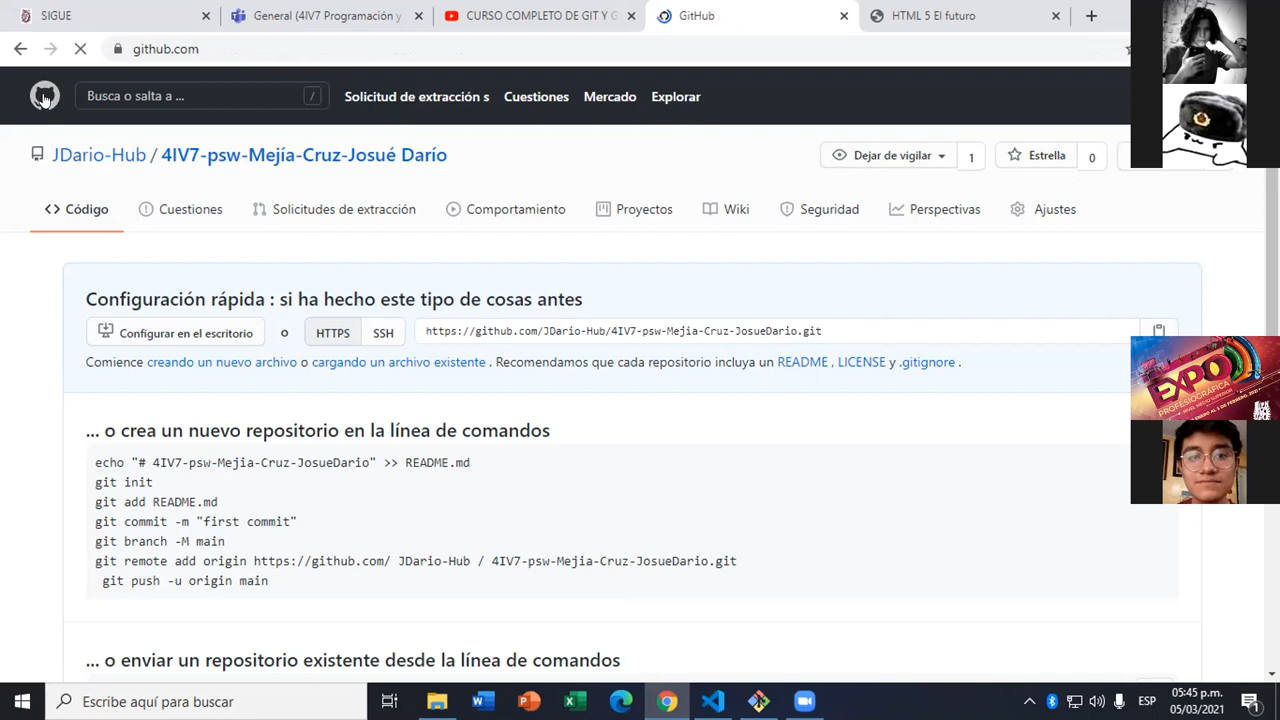 SIGUE
General (4IV7 Programación y
CURSO COMPLETO DE GIT Y G
GitHub
HTML 5 El futuro
github.com
Busca o salta a ...
/
Solicitud de extracción s
Cuestiones
Mercado
Explorar
JDario-Hub / 4IV7-psw-Mejía-Cruz-Josué Darío
Dejar de vigilar
1
Estrella
0
Código
Cuestiones
Solicitudes de extracción
Comportamiento
Proyectos
Wiki
Seguridad
Perspectivas
Ajustes
Configuración rápida : si ha hecho este tipo de cosas antes
Configurar en el escritorio
o
HTTPS
SSH
https://github.com/JDario-Hub/4IV7-psw-Mejia-Cruz-JosueDario.git
Comience creando un nuevo archivo o cargando un archivo existente . Recomendamos que cada repositorio incluya un README , LICENSE y .gitignore .
EXPO
PROFESIOGRÁFICA
... o crea un nuevo repositorio en la línea de comandos
echo "# 4IV7-psw-Mejia-Cruz-JosueDario" >> README.md
git init
git add README.md
git commit -m "first commit"
git branch -M main
git remote add origin https://github.com/ JDario-Hub / 4IV7-psw-Mejia-Cruz-JosueDario.git
git push -u origin main
... o enviar un repositorio existente desde la línea de comandos
Escribe aquí para buscar
ESP
05:45 p.m.
05/03/2021